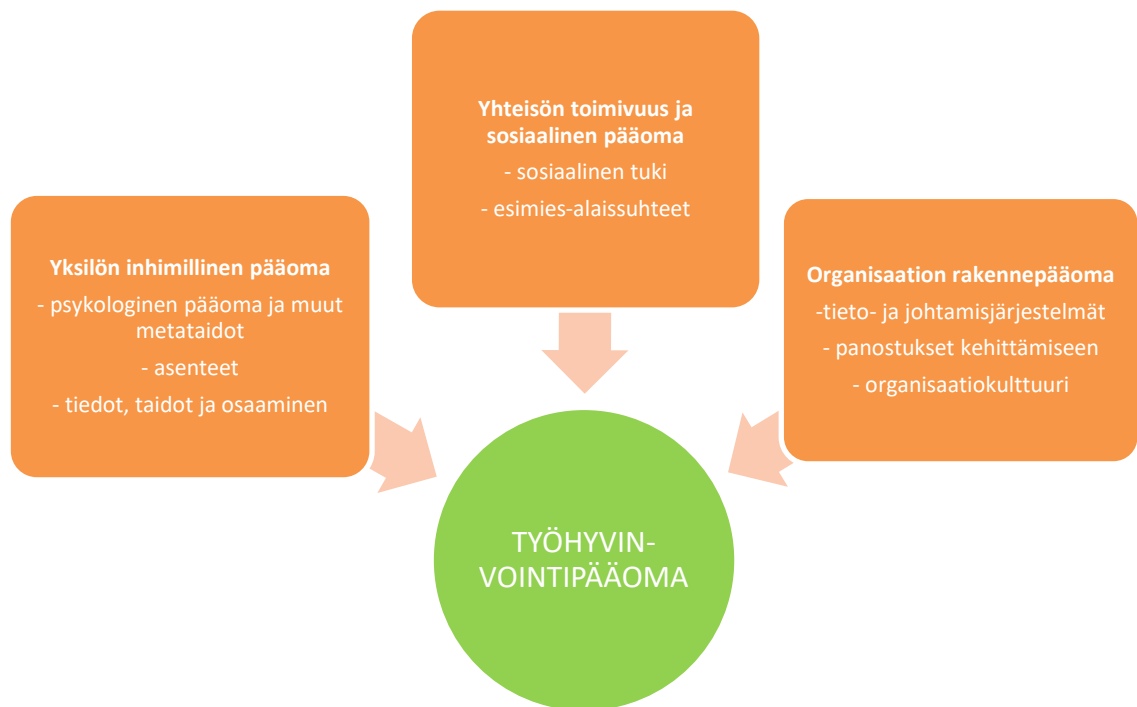 Yhteisön toimivuus ja
sosiaalinen pääoma
- sosiaalinen tuki
- esimies-alaissuhteet
Yksilön inhimillinen pääoma
- psykologinen pääoma ja muut
metataidot
- asenteet
- tiedot, taidot ja osaaminen
Organisaation rakennepääoma
-tieto- ja johtamisjärjestelmät
- panostukset kehittämiseen
- organisaatiokulttuuri
TYÖHYVIN-
VOINTIPÄÄOMA